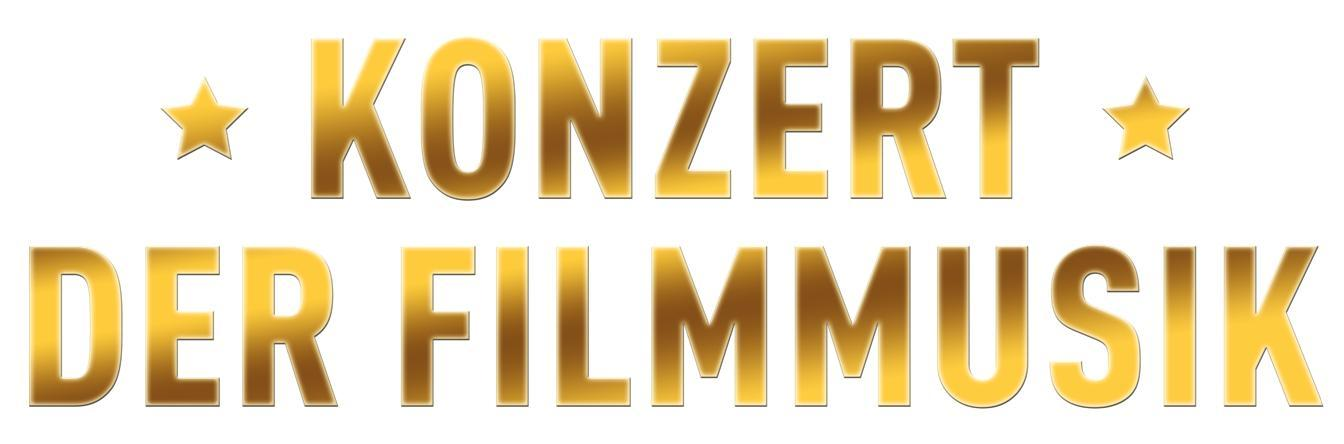 KONZERT
DER FILMMUSIK